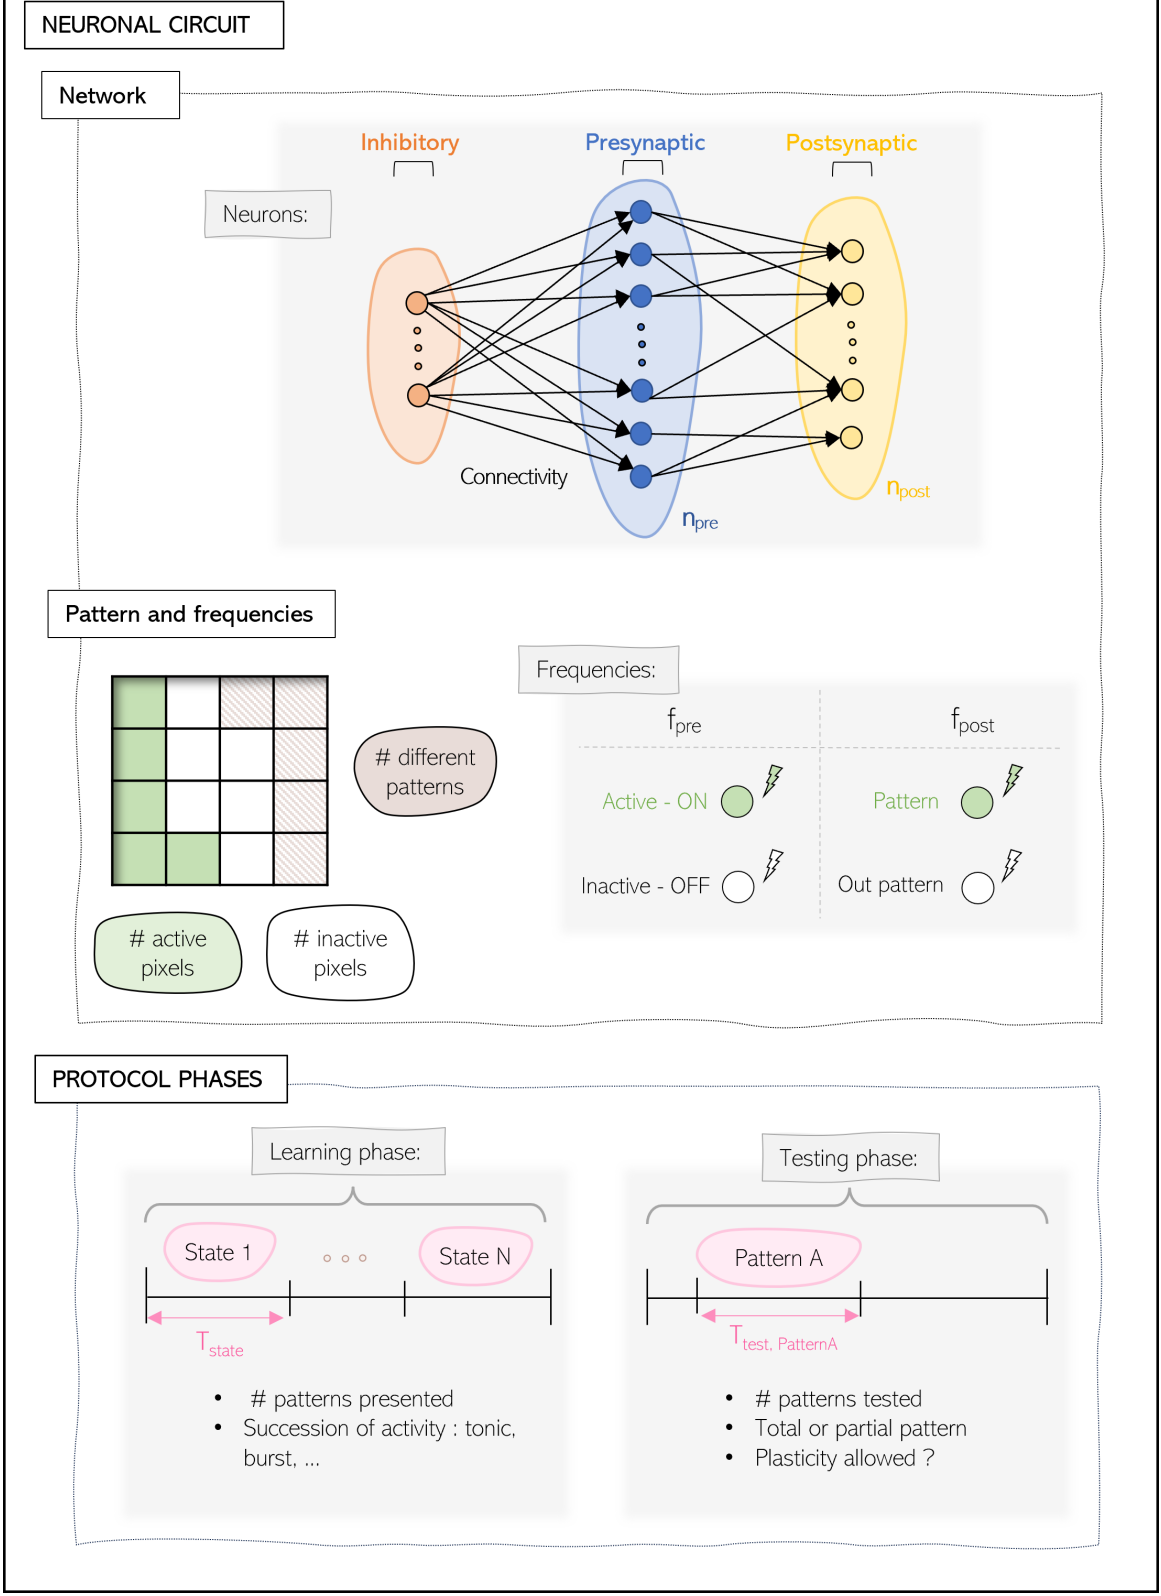 NEURONAL CIRCUIT
Network
Inhibitory
Presynaptic
Postsynaptic
Neurons:
Connectivity
npost
npre
Pattern and frequencies
Frequencies:
fpre
fpost
# different
patterns
Active - ON
Pattern
Inactive - OFF
Out pattern
# active
pixels
# inactive
pixels
PROTOCOL PHASES
Learning phase:
State 1
State N
Tstate
• # patterns presented
• Succession of activity : tonic,
burst, ...
Testing phase:
Pattern A
Ttest, PatternA
• # patterns tested
• Total or partial pattern
• Plasticity allowed ?